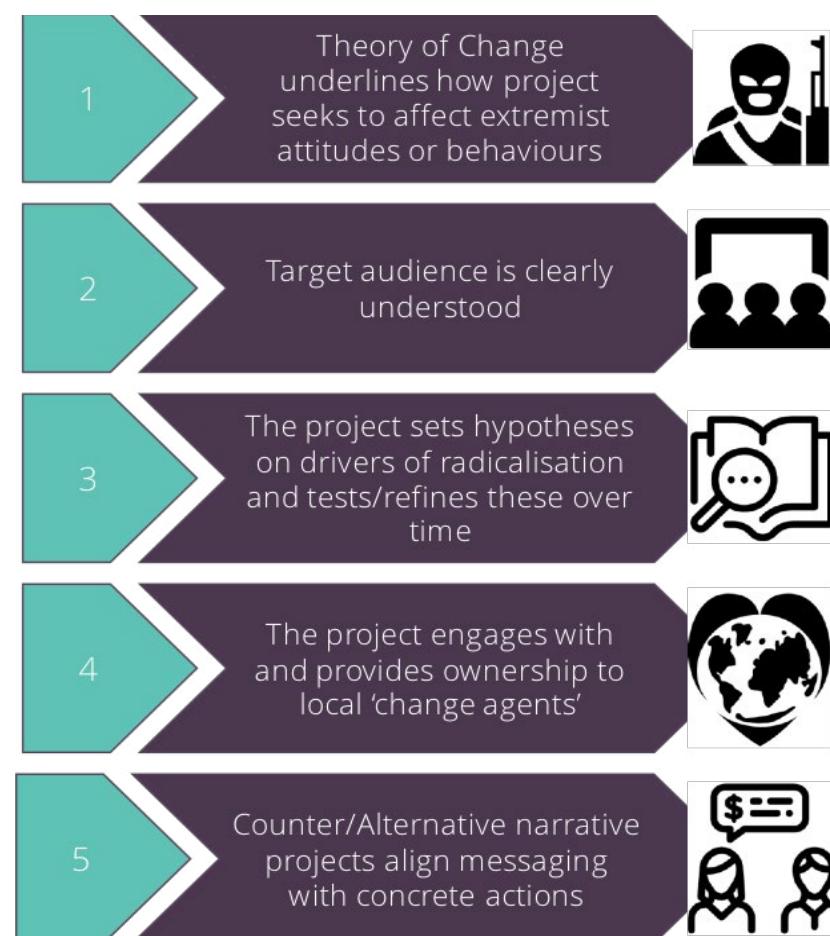 1
Theory of Change
underlines how project
seeks to affect extremist
attitudes or behaviours
2
Target audience is clearly
understood
3
The project sets hypotheses
on drivers of radicalisation
and tests/refines these over
time
4
The project engages with
and provides ownership to
local ‘change agents’
5
Counter/Alternative narrative
projects align messaging
with concrete actions
$